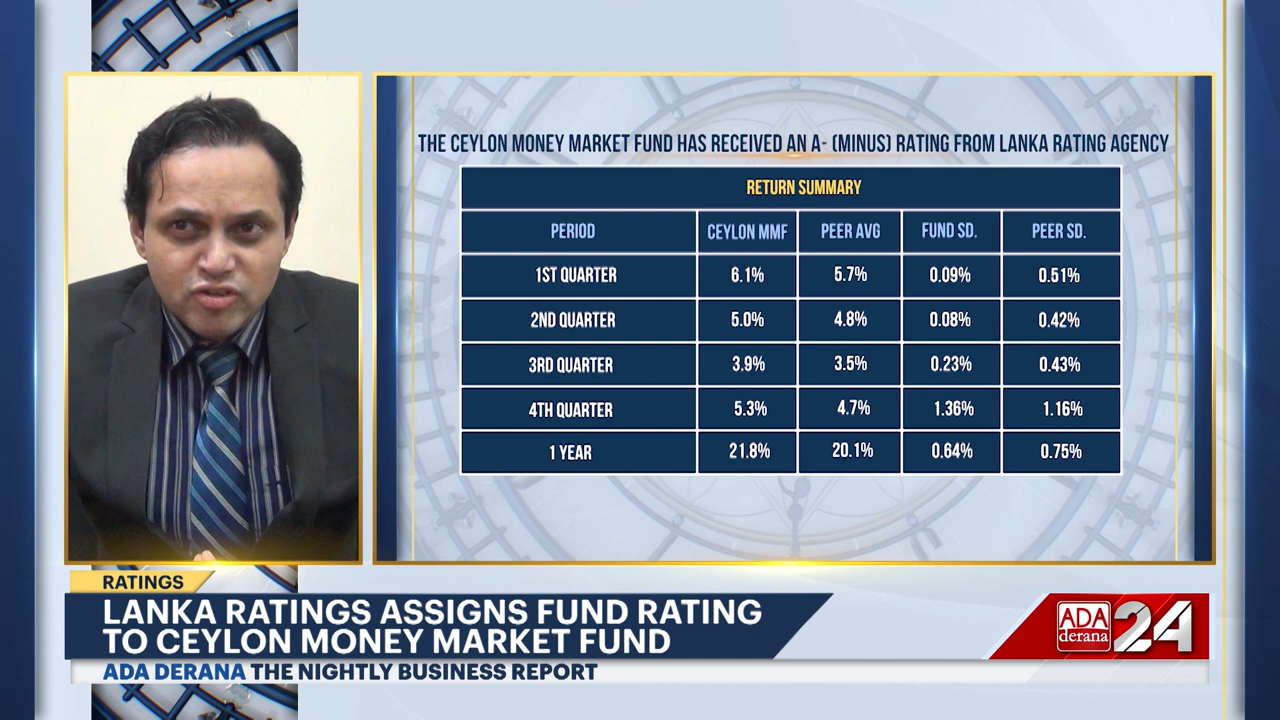 THE CEYLON MONEY MARKET FUND HAS RECEIVED AN A- (MINUS) RATING FROM LANKA RATING AGENCY
RETURN SUMMARY
PERIOD CEYLON MMF PEER AVG FUND SD. PEER SD.
1ST QUARTER 6.1% 5.7% 0.09% 0.51%
2ND QUARTER 5.0% 4.8% 0.08% 0.42%
3RD QUARTER 3.9% 3.5% 0.23% 0.43%
4TH QUARTER 5.3% 4.7% 1.36% 1.16%
1 YEAR 21.8% 20.1% 0.64% 0.75%
RATINGS
LANKA RATINGS ASSIGNS FUND RATING
TO CEYLON MONEY MARKET FUND
ADA DERANA THE NIGHTLY BUSINESS REPORT
ADA
derana
24